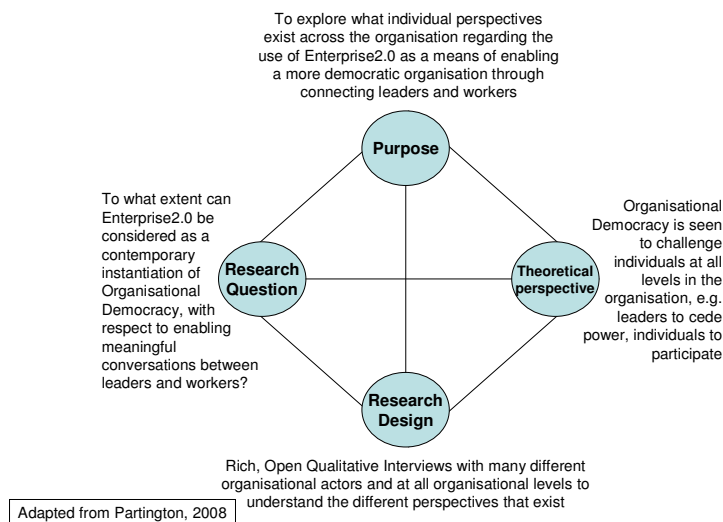 To explore what individual perspectives
exist across the organisation regarding the
use of Enterprise2.0 as a means of enabling
a more democratic organisation through
connecting leaders and workers
Purpose
To what extent can
Enterprise2.0 be
considered as a
contemporary
instantiation of
Organisational
Democracy, with
respect to enabling
meaningful
conversations between
leaders and workers?
Research
Question
Theoretical
perspective
Organisational
Democracy is seen
to challenge
individuals at all
levels in the
organisation, e.g.
leaders to cede
power, individuals to
participate
Research
Design
Rich, Open Qualitative Interviews with many different
organisational actors and at all organisational levels to
understand the different perspectives that exist
Adapted from Partington, 2008